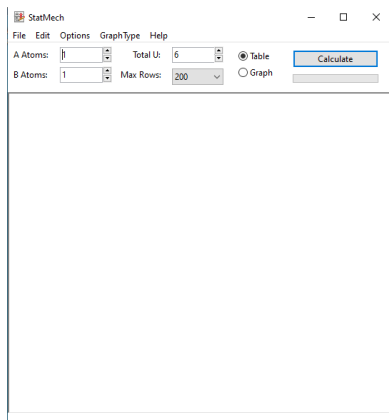 StatMech
File Edit Options GraphType Help
A Atoms: 1 Total U: 6 Table Calculate
B Atoms: 1 Max Rows: 200 Graph